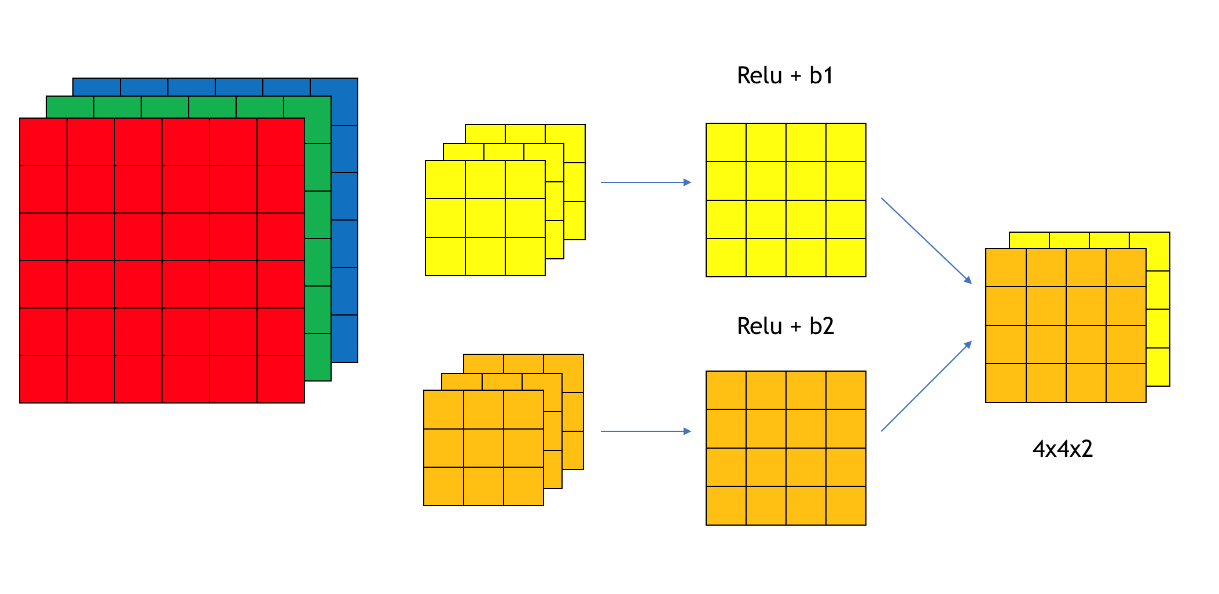 Relu + b1
Relu + b2
4x4x2